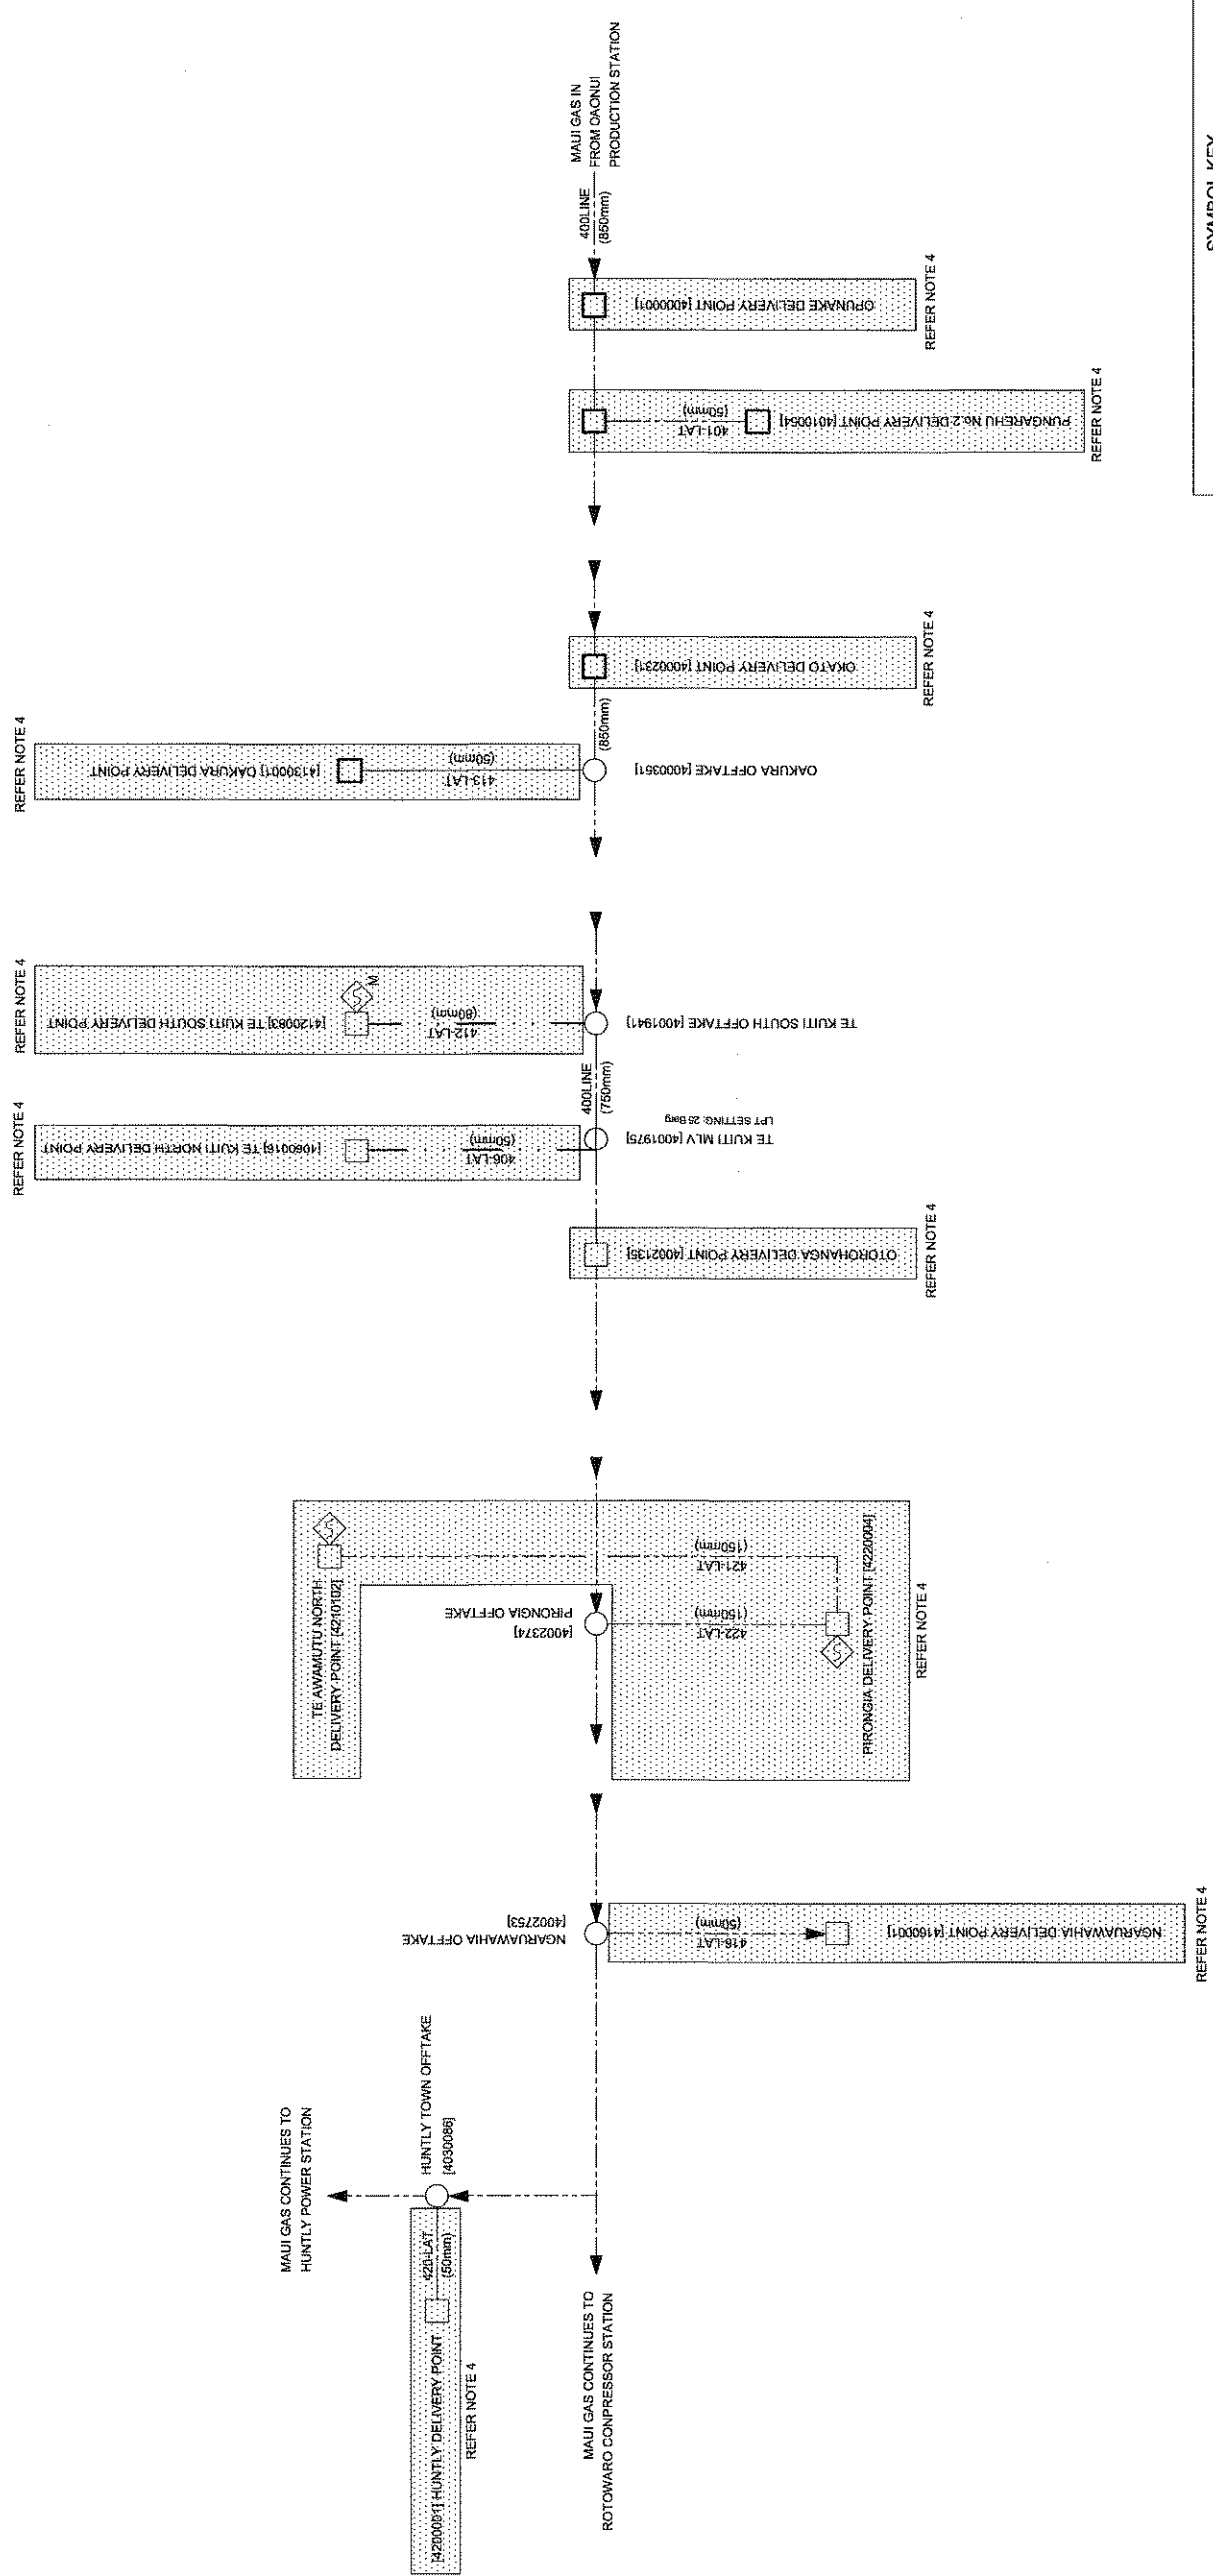 MAUI GAS IN
FROM OAONUI
PRODUCTION STATION
400LINE
(850mm)
OPUNAKE DELIVERY POINT [4000001]
REFER NOTE 4
401-LAT
(50mm)
PUNGAREHU No.2 DELIVERY POINT [4010054]
REFER NOTE 4
OKATO DELIVERY POINT [4000231]
REFER NOTE 4
(850mm)
REFER NOTE 4
[4130001] OAKURA DELIVERY POINT
413-LAT
(50mm)
OAKURA OFFTAKE [4000351]
REFER NOTE 4
[4120083] TE KUITI SOUTH DELIVERY POINT
S
M
412-LAT
(80mm)
TE KUITI SOUTH OFFTAKE [4001941]
400LINE
(750mm)
REFER NOTE 4
[4060016] TE KUITI NORTH DELIVERY POINT
406-LAT
(50mm)
TE KUITI MLV [4001975]
LPT SETTING: 25 Barg
OTOROHANGA DELIVERY POINT [4002135]
REFER NOTE 4
TE AWAMUTU NORTH
DELIVERY POINT [4210102]
S
421-LAT
(150mm)
PIRONGIA OFFTAKE
[4002374]
422-LAT
(150mm)
S
PIRONGIA DELIVERY POINT [4220004]
REFER NOTE 4
NGARUAWAHIA OFFTAKE
[4002753]
416-LAT
(50mm)
NGARUAWAHIA DELIVERY POINT [4160001]
REFER NOTE 4
MAUI GAS CONTINUES TO
HUNTLY POWER STATION
HUNTLY TOWN OFFTAKE
[4030086]
420-LAT
(50mm)
[4200001] HUNTLY DELIVERY POINT
REFER NOTE 4
MAUI GAS CONTINUES TO
ROTOWARO CONPRESSOR STATION
SYMBOL KEY